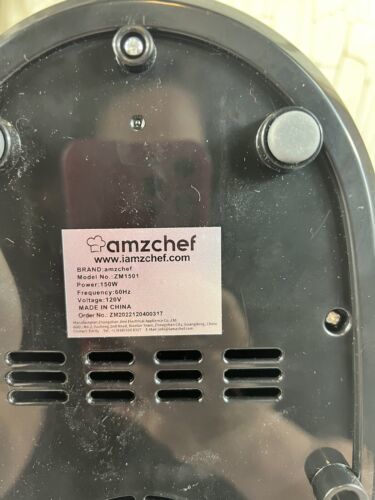 amzchef
www.iamzchef.com
BRAND:amzchef
Model No.:ZM1501
Power:150W
Frequency:60Hz
Voltage:120V
MADE IN CHINA
Order No.: ZM2022120400317